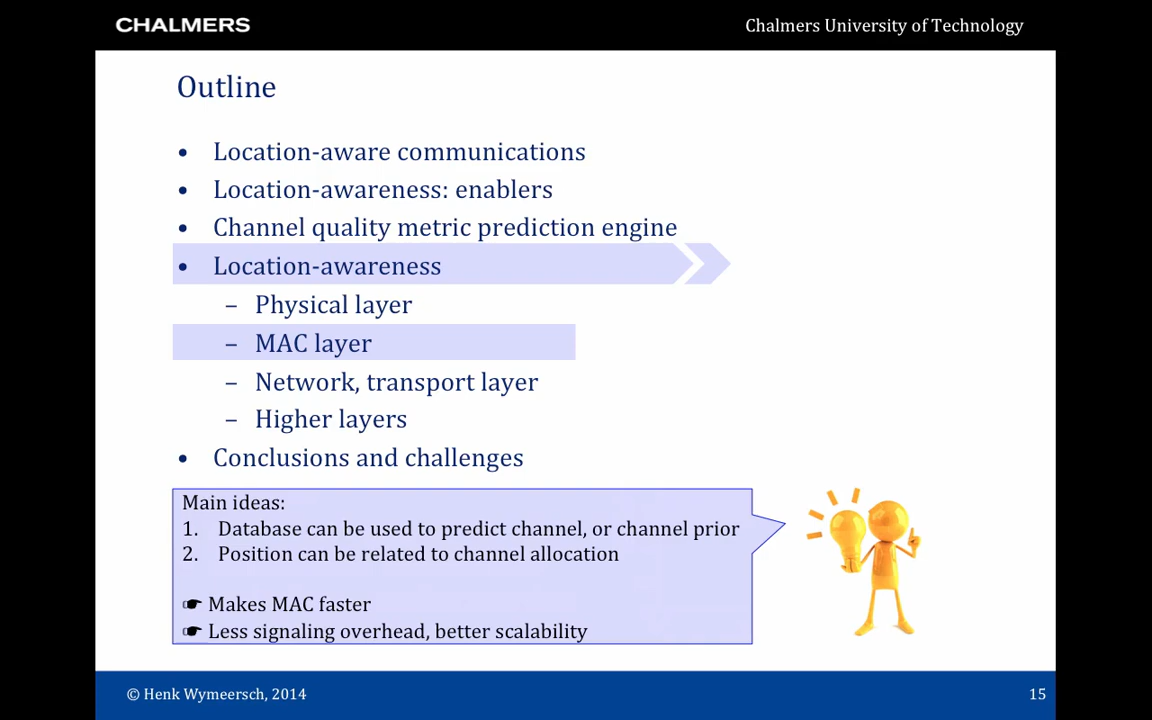 CHALMERS
Chalmers University of Technology
Outline
• Location-aware communications
• Location-awareness: enablers
• Channel quality metric prediction engine
• Location-awareness
– Physical layer
– MAC layer
– Network, transport layer
– Higher layers
• Conclusions and challenges
Main ideas:
1. Database can be used to predict channel, or channel prior
2. Position can be related to channel allocation
☛ Makes MAC faster
☛ Less signaling overhead, better scalability
© Henk Wymeersch, 2014
15